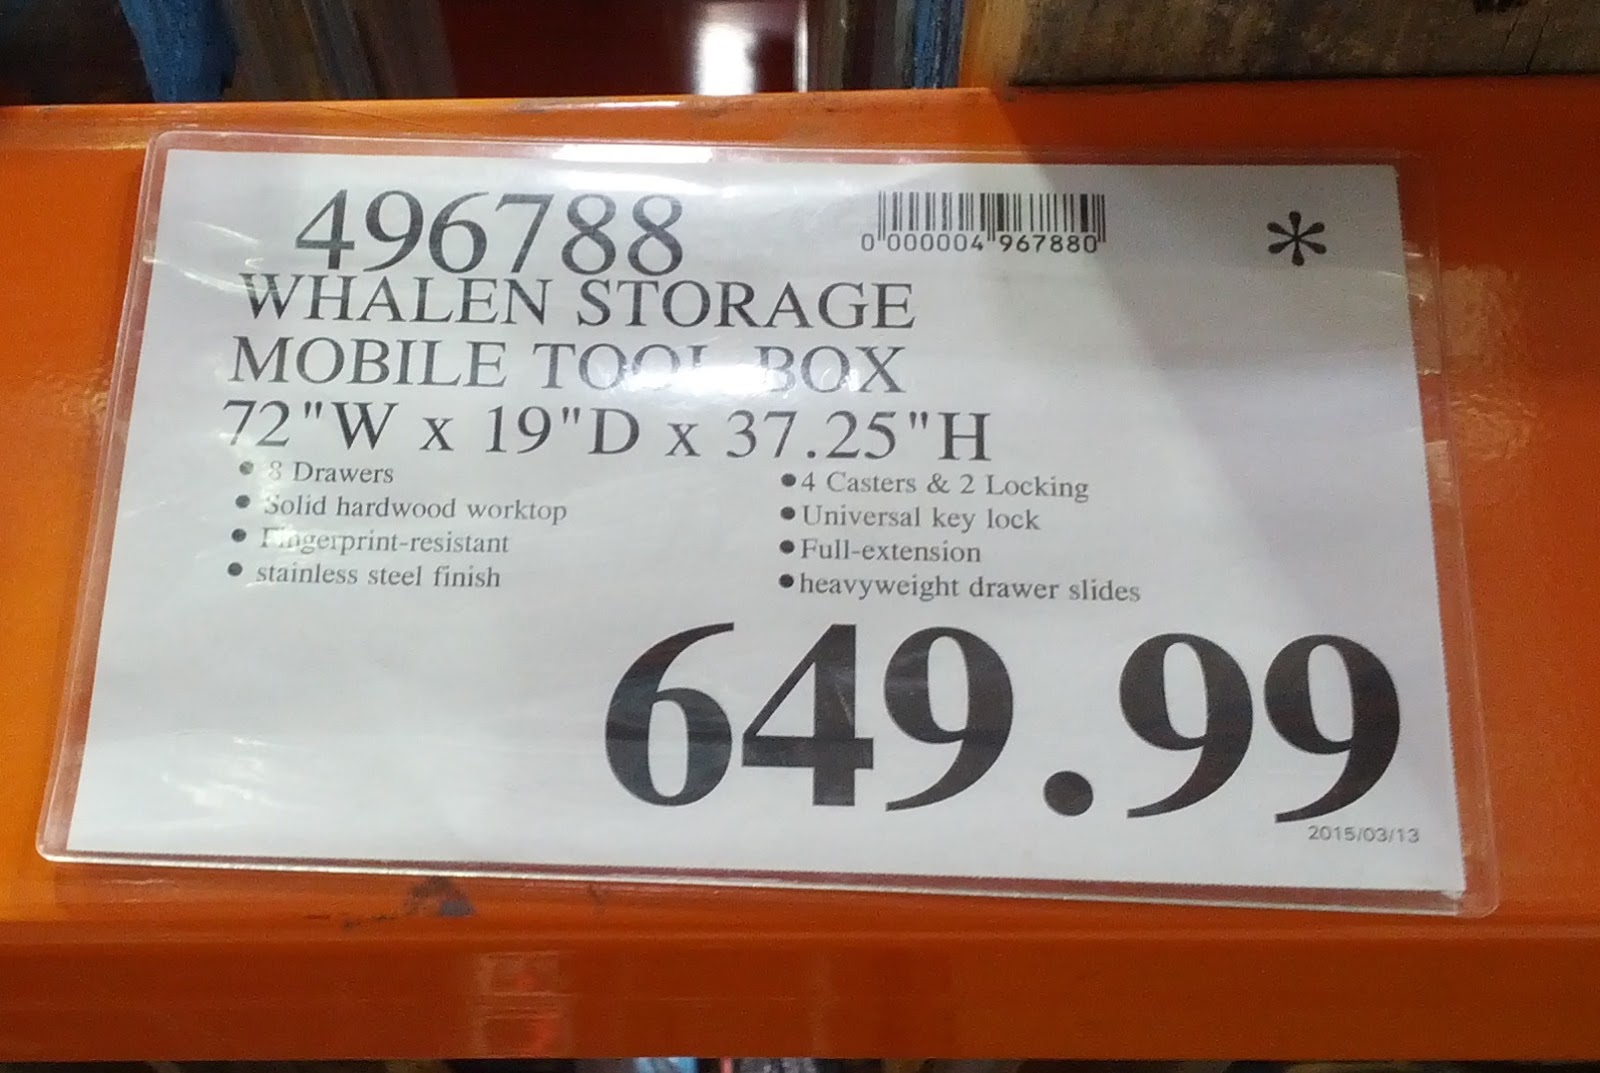 496788
0 000004 967880
*
WHALEN STORAGE
MOBILE TOOL BOX
72"W x 19"D x 37.25"H
• 8 Drawers
• Solid hardwood worktop
• Fingerprint-resistant
• stainless steel finish
• 4 Casters & 2 Locking
• Universal key lock
• Full-extension
• heavyweight drawer slides
649.99
2015/03/13